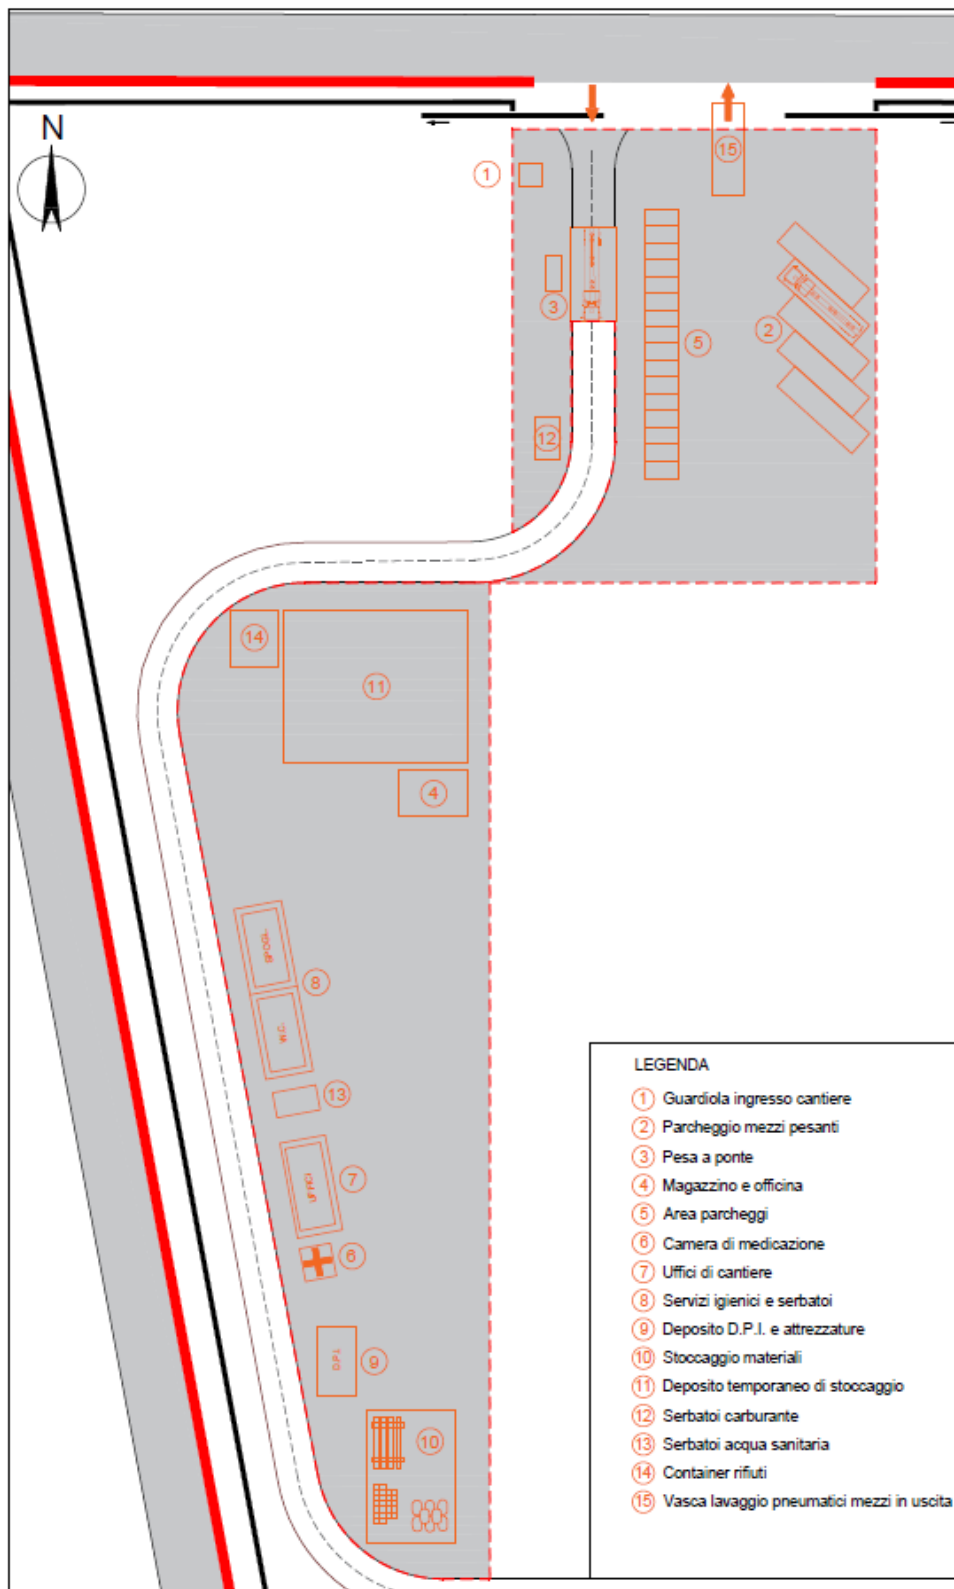 N
1
15
3
2
5
12
14
11
4
SPOGL.
8
W.C.
13
UFFICI
7
6
D.P.I.
9
10
LEGENDA
1 Guardiola ingresso cantiere
2 Parcheggio mezzi pesanti
3 Pesa a ponte
4 Magazzino e officina
5 Area parcheggi
6 Camera di medicazione
7 Uffici di cantiere
8 Servizi igienici e serbatoi
9 Deposito D.P.I. e attrezzature
10 Stoccaggio materiali
11 Deposito temporaneo di stoccaggio
12 Serbatoi carburante
13 Serbatoi acqua sanitaria
14 Container rifiuti
15 Vasca lavaggio pneumatici mezzi in uscita